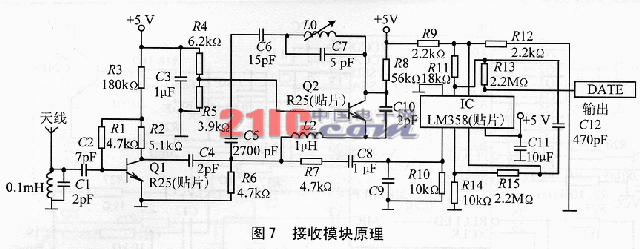 +5 V
+5 V
R4
6.2kΩ
R3
180kΩ
C3
1μF
C6
15pF
L0
C7
5 pF
R9
2.2kΩ
R12
2.2kΩ
R8
56kΩ
R11
18kΩ
R13
2.2MΩ
DATE
输出
Q2
R25(贴片)
IC
LM358(贴片)
+5 V
天线
R5
3.9kΩ
C10
2pF
C2
7pF
R1
4.7kΩ
R2
5.1kΩ
C5
2700 pF
L2
1μH
C12
470pF
C11
10μF
C4
2pF
C8
1 μF
Q1
R25(贴片)
R6
4.7kΩ
R7
4.7kΩ
0.1mH
C1
2pF
C9
R10
10kΩ
R14
10kΩ
R15
2.2MΩ
图7 接收模块原理